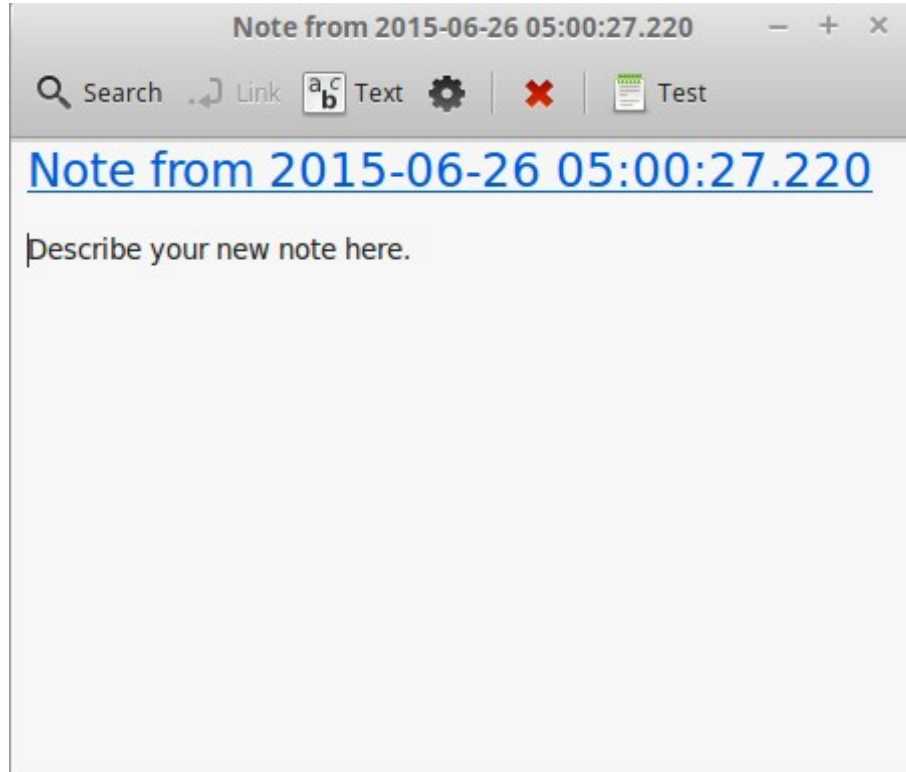 Note from 2015-06-26 05:00:27.220
Search Link abc Text Test
Note from 2015-06-26 05:00:27.220
Describe your new note here.